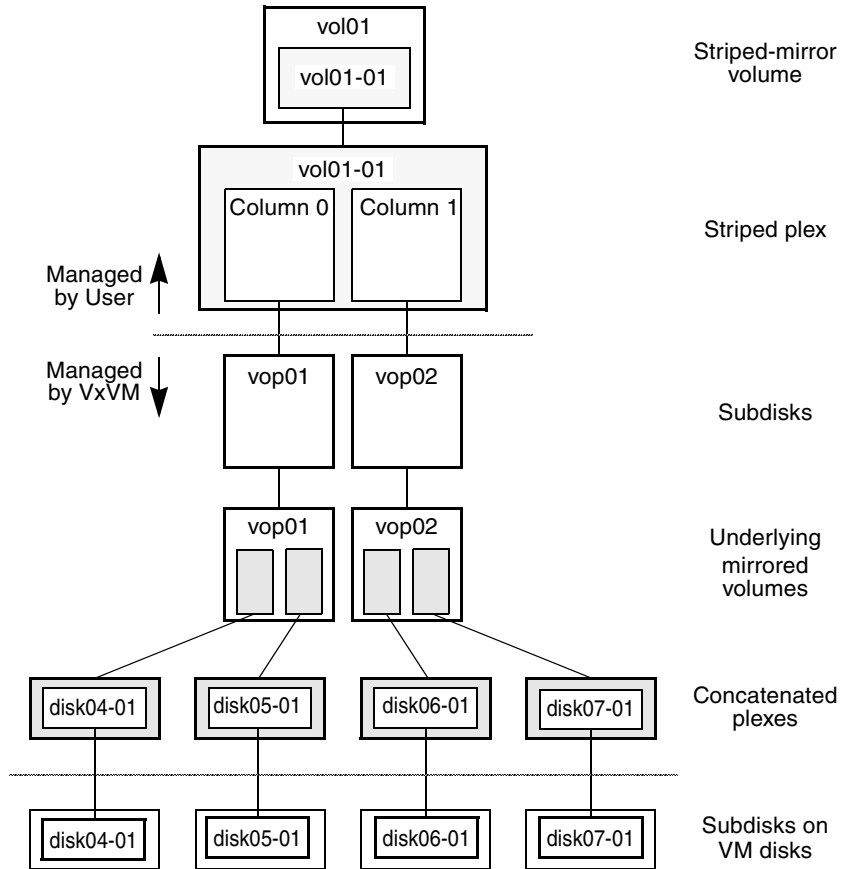 vol01
vol01-01
Striped-mirror
volume
vol01-01
Column 0
Column 1
Striped plex
Managed
by User
Managed
by VxVM
vop01
vop02
Subdisks
vop01
vop02
Underlying
mirrored
volumes
disk04-01
disk05-01
disk06-01
disk07-01
Concatenated
plexes
disk04-01
disk05-01
disk06-01
disk07-01
Subdisks on
VM disks